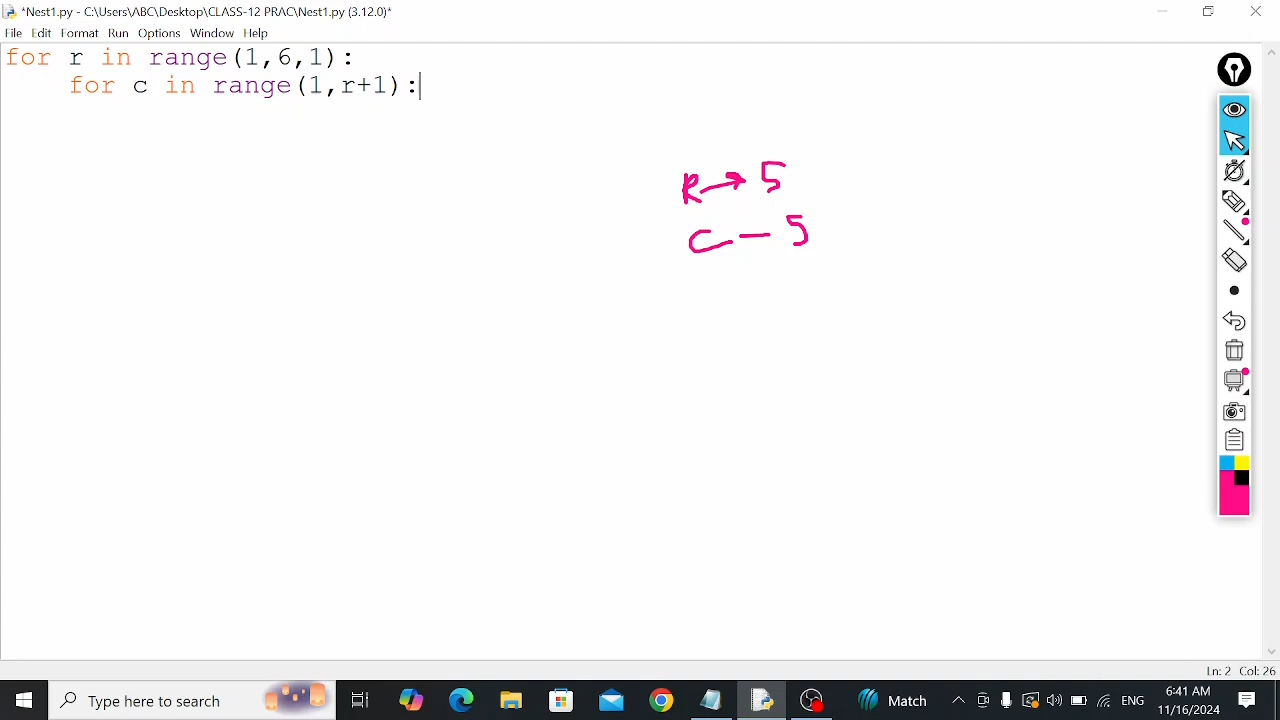 *Nest1.py - C:\Users\ABC\Desktop\CLASS-12 PRAC\Nest1.py (3.12.0)*
File Edit Format Run Options Window Help
for r in range(1,6,1):
    for c in range(1,r+1):
R→5
C—5
Ln: 2 Col: 26
Type here to search
Match
ENG
6:41 AM
11/16/2024